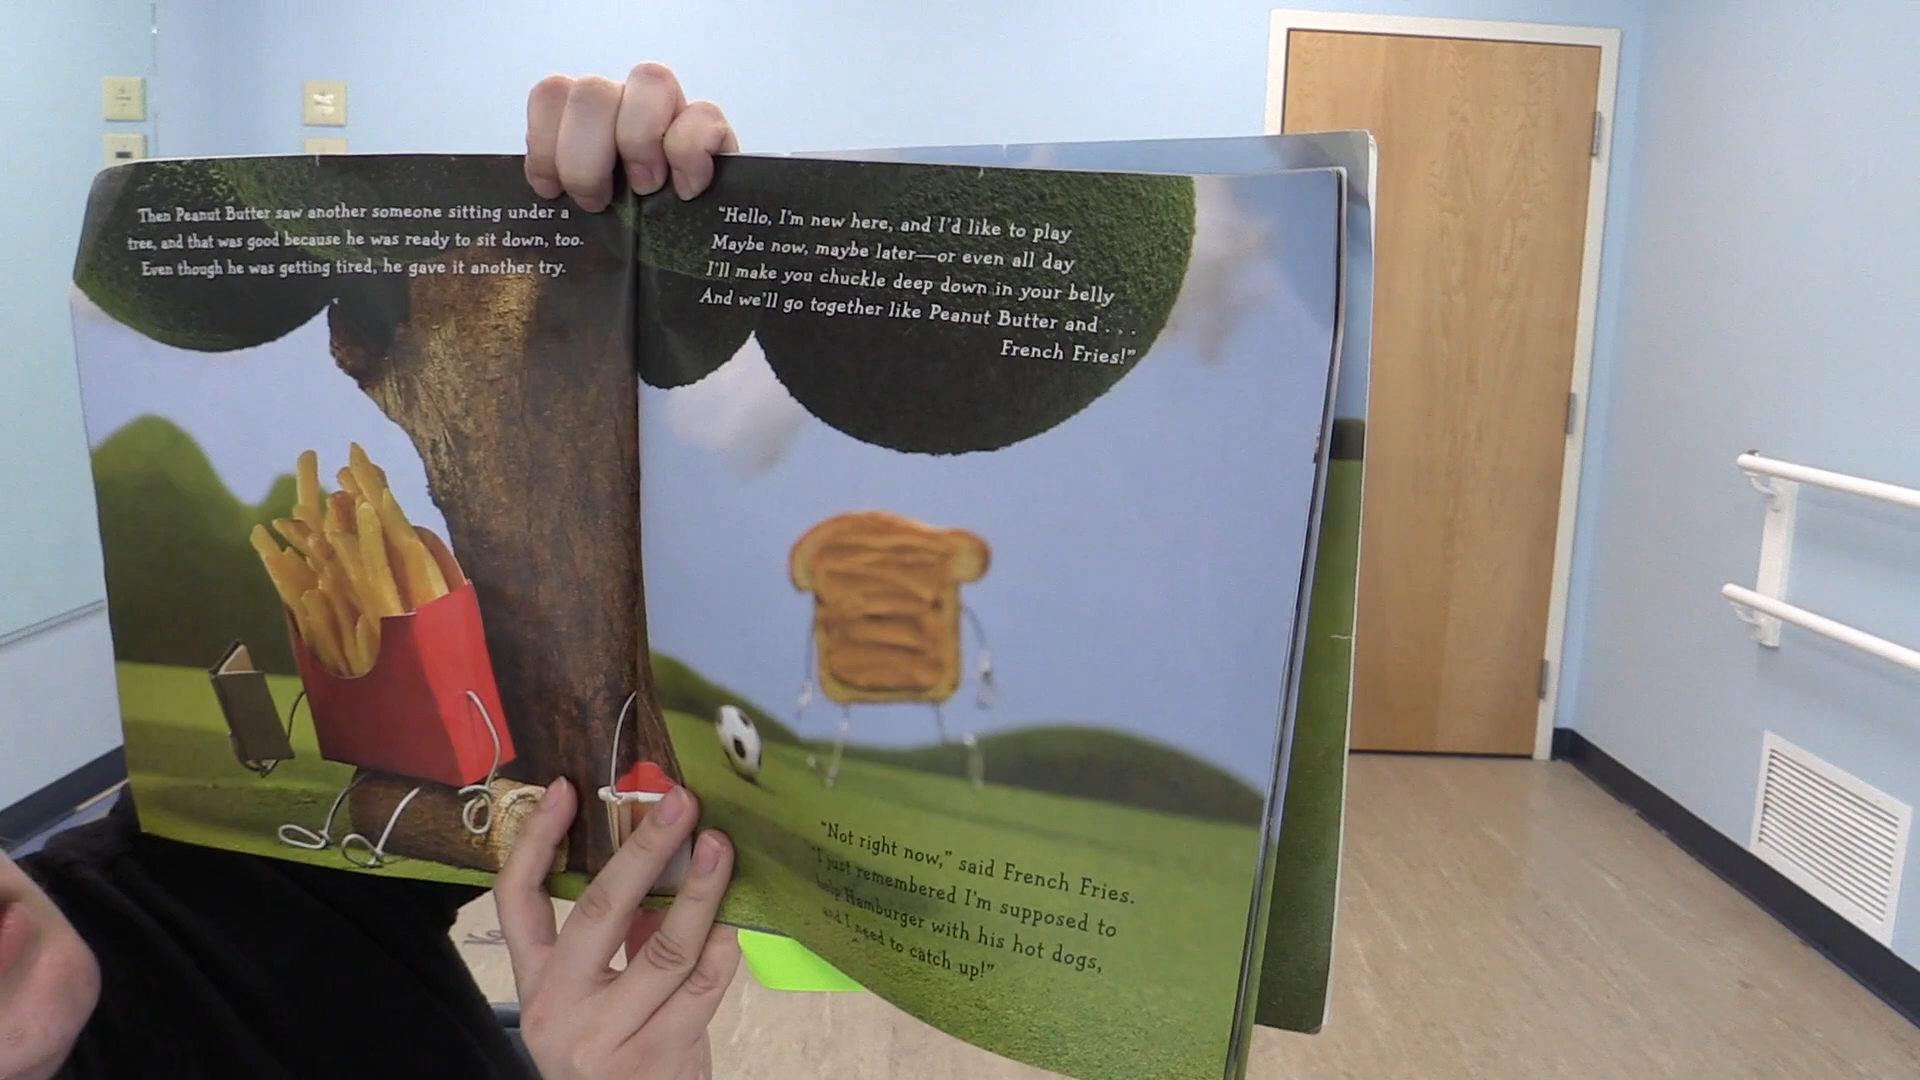 Then Peanut Butter saw another someone sitting under a
tree, and that was good because he was ready to sit down, too.
Even though he was getting tired, he gave it another try.
“Hello, I’m new here, and I’d like to play
Maybe now, maybe later—or even all day
I’ll make you chuckle deep down in your belly
And we’ll go together like Peanut Butter and . . .
French Fries!”
“Not right now,” said French Fries.
“I just remembered I’m supposed to
help Hamburger with his hot dogs,
and I need to catch up!”